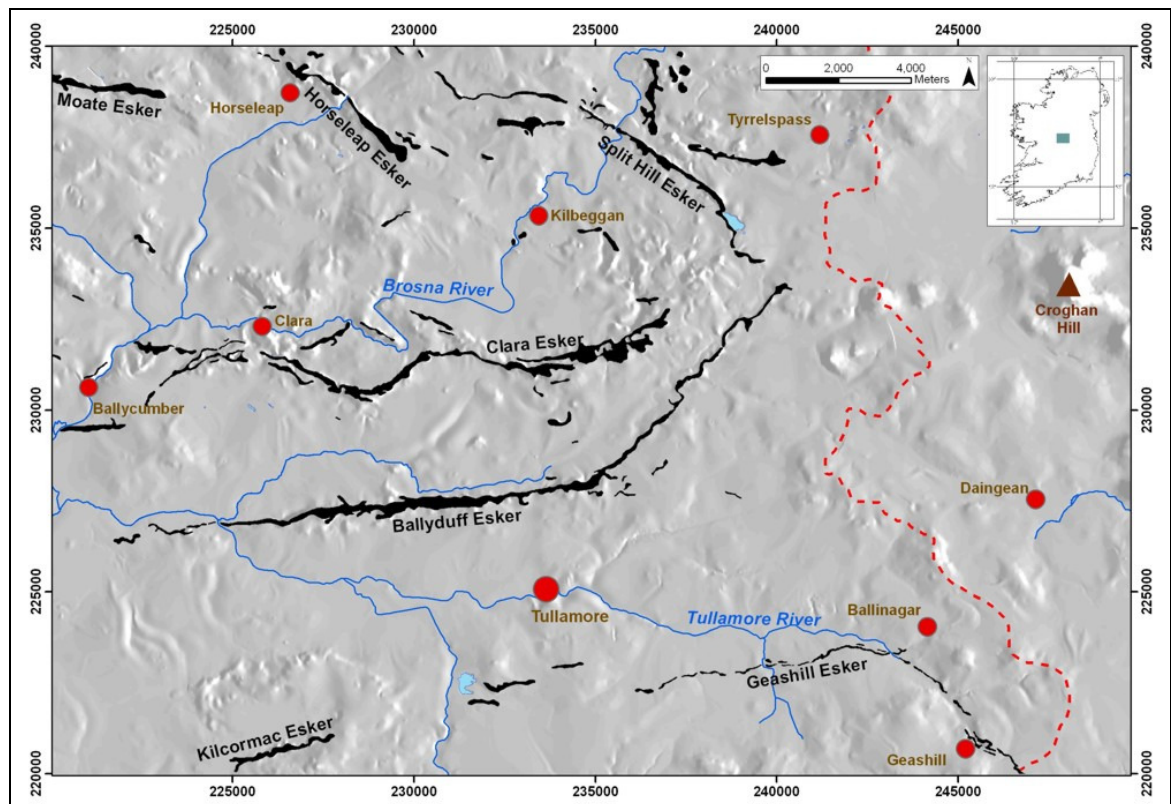 225000
230000
235000
240000
245000
240000
235000
230000
225000
220000
240000
235000
230000
225000
220000
225000
230000
235000
240000
245000
0
2,000
4,000
Meters
N
Moate Esker
Horseleap
Horseleap Esker
Split Hill Esker
Tyrrelspass
Kilbeggan
Brosna River
Clara
Clara Esker
Croghan
Hill
Ballycumber
Daingean
Ballyduff Esker
Tullamore
Tullamore River
Ballinagar
Geashill Esker
Kilcormac Esker
Geashill